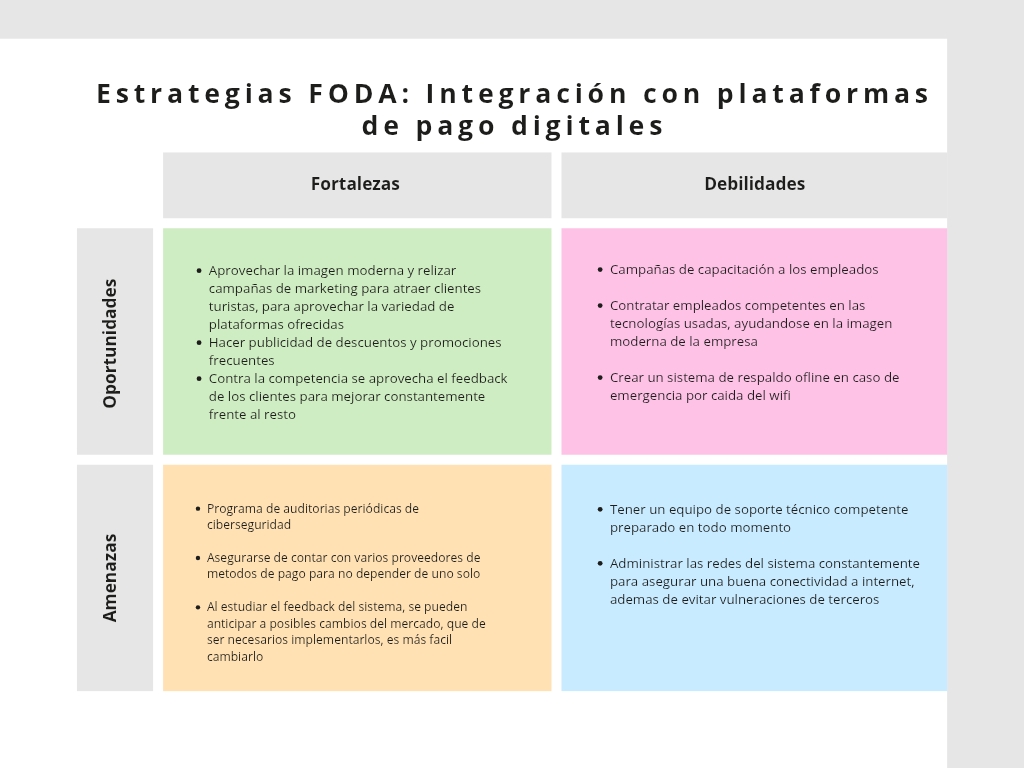 Estrategias FODA: Integración con plataformas
de pago digitales
Fortalezas
Debilidades
Oportunidades
• Aprovechar la imagen moderna y relizar
campañas de marketing para atraer clientes
turistas, para aprovechar la variedad de
plataformas ofrecidas
• Hacer publicidad de descuentos y promociones
frecuentes
• Contra la competencia se aprovecha el feedback
de los clientes para mejorar constantemente
frente al resto
• Campañas de capacitación a los empleados
• Contratar empleados competentes en las
tecnologías usadas, ayudandose en la imagen
moderna de la empresa
• Crear un sistema de respaldo ofline en caso de
emergencia por caida del wifi
Amenazas
• Programa de auditorias periódicas de
ciberseguridad
• Asegurarse de contar con varios proveedores de
metodos de pago para no depender de uno solo
• Al estudiar el feedback del sistema, se pueden
anticipar a posibles cambios del mercado, que de
ser necesarios implementarlos, es más facil
cambiarlo
• Tener un equipo de soporte técnico competente
preparado en todo momento
• Administrar las redes del sistema constantemente
para asegurar una buena conectividad a internet,
ademas de evitar vulneraciones de terceros